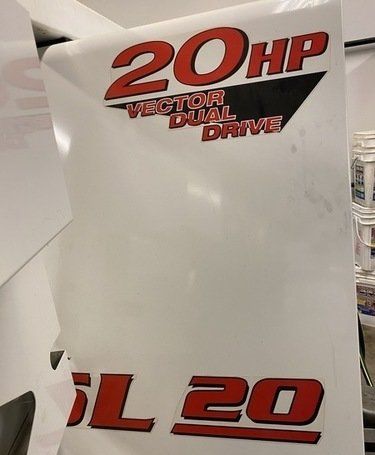 20HP
VECTOR
DUAL
DRIVE
SL 20